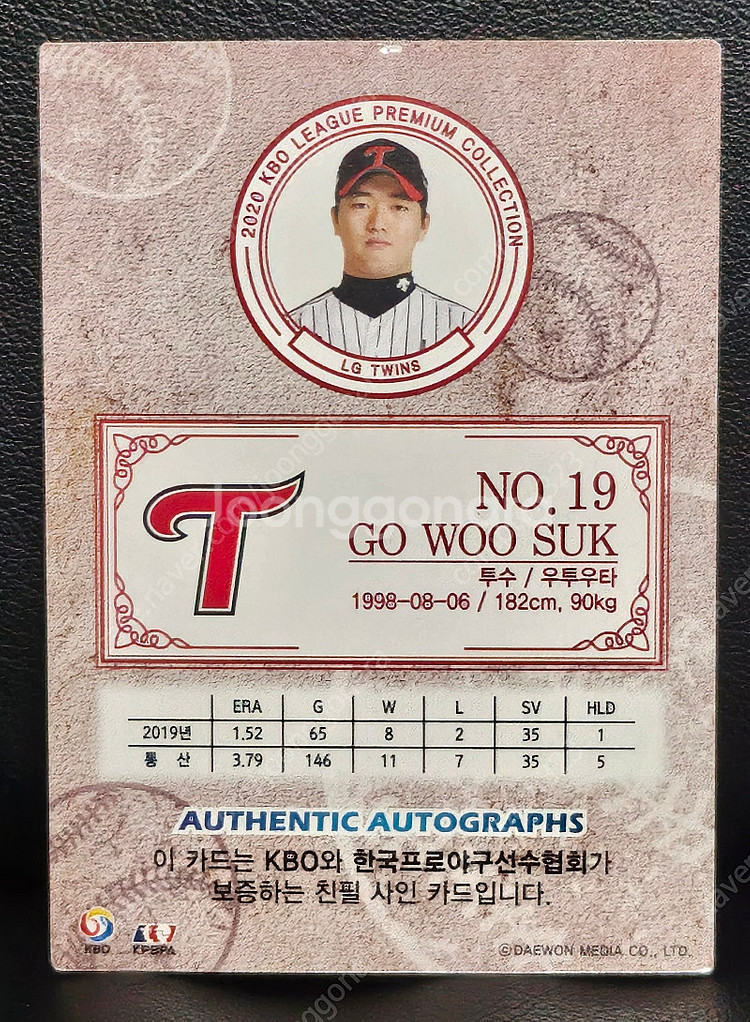 2020 KBO LEAGUE PREMIUM COLLECTION
LG TWINS
NO. 19
GO WOO SUK
투수 / 우투우타
1998-08-06 / 182cm, 90kg
ERA G W L SV HLD
2019년 1.52 65 8 2 35 1
통 산 3.79 146 11 7 35 5
AUTHENTIC AUTOGRAPHS
이 카드는 KBO와 한국프로야구선수협회가
보증하는 친필 사인 카드입니다.
KBO KPBPA ©DAEWON MEDIA CO., LTD.
joonggonara